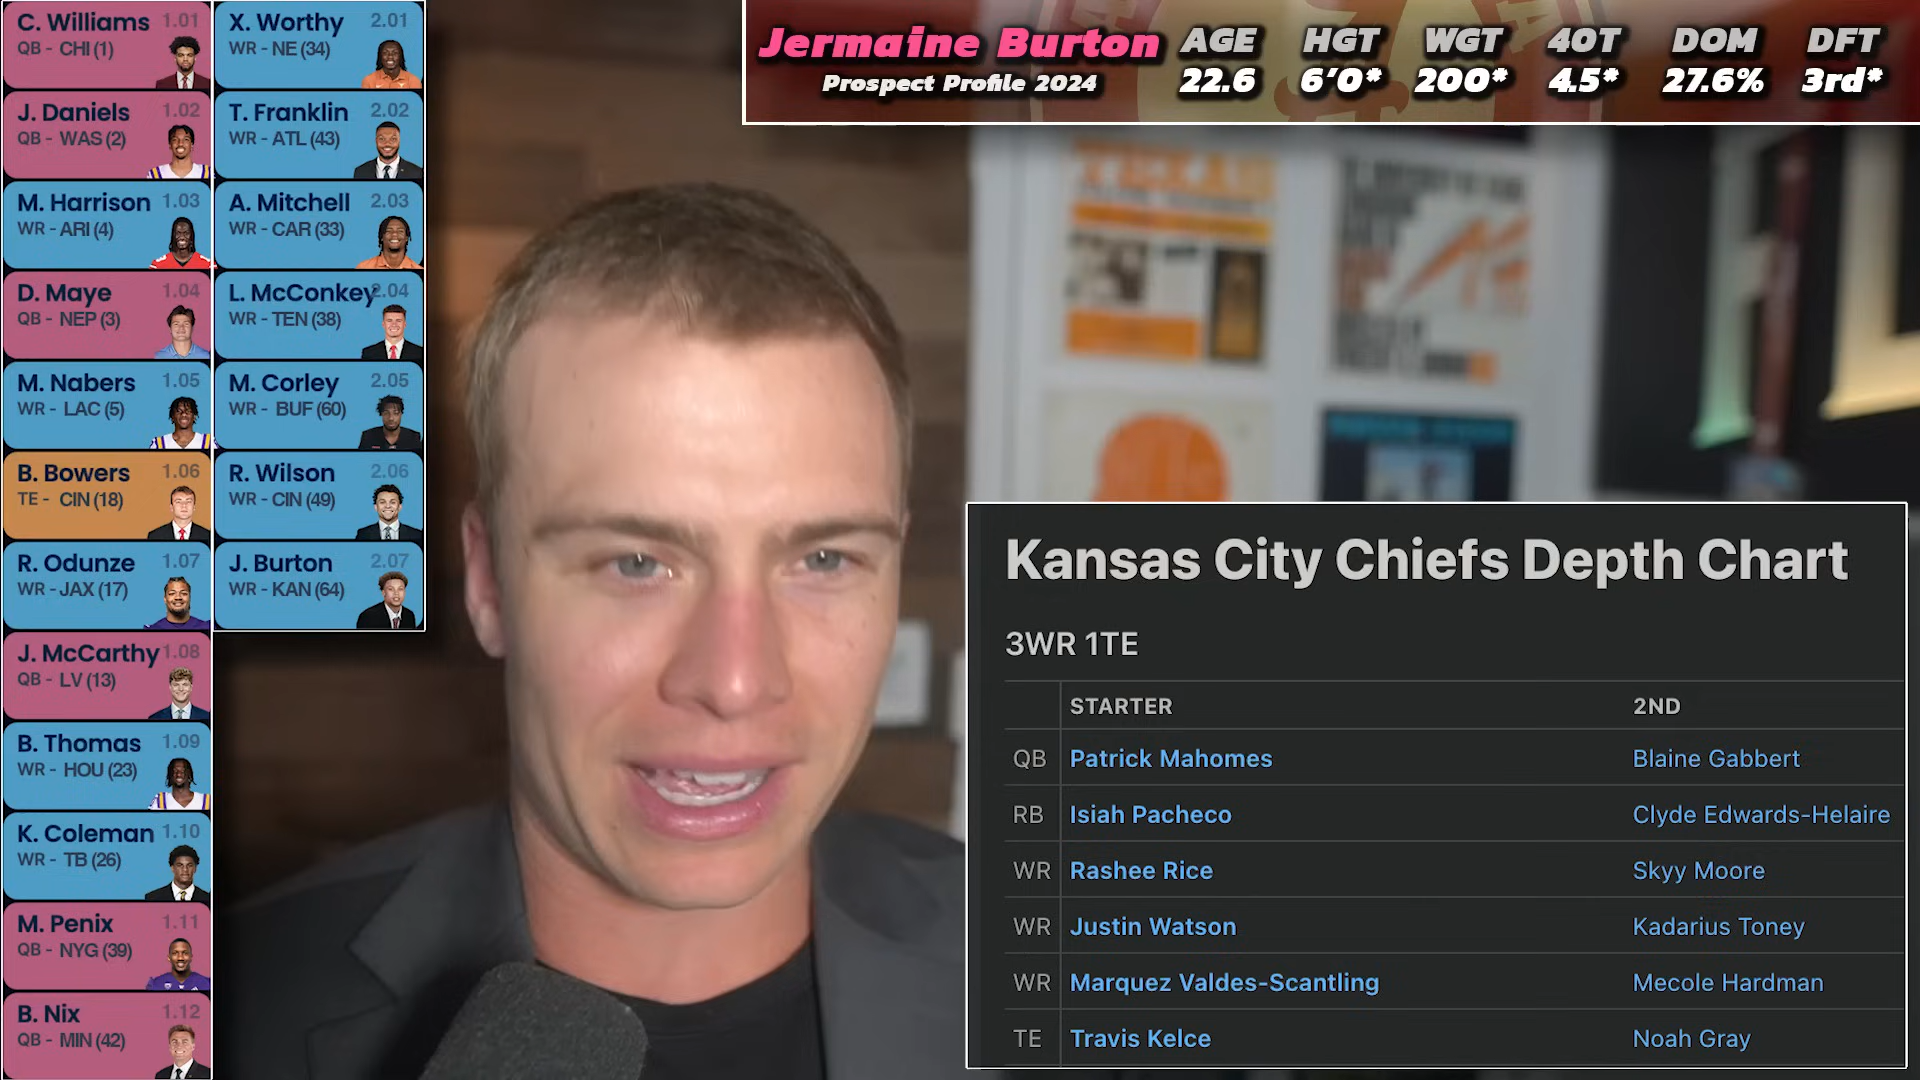 C. Williams 1.01
QB - CHI (1)
J. Daniels 1.02
QB - WAS (2)
M. Harrison 1.03
WR - ARI (4)
D. Maye 1.04
QB - NEP (3)
M. Nabers 1.05
WR - LAC (5)
B. Bowers 1.06
TE - CIN (18)
R. Odunze 1.07
WR - JAX (17)
J. McCarthy 1.08
QB - LV (13)
B. Thomas 1.09
WR - HOU (23)
K. Coleman 1.10
WR - TB (26)
M. Penix 1.11
QB - NYG (39)
B. Nix 1.12
QB - MIN (42)
X. Worthy 2.01
WR - NE (34)
T. Franklin 2.02
WR - ATL (43)
A. Mitchell 2.03
WR - CAR (33)
L. McConkey 2.04
WR - TEN (38)
M. Corley 2.05
WR - BUF (60)
R. Wilson 2.06
WR - CIN (49)
J. Burton 2.07
WR - KAN (64)
Jermaine Burton
Prospect Profile 2024
AGE HGT WGT 40T DOM DFT
22.6 6'0* 200* 4.5* 27.6% 3rd*
Kansas City Chiefs Depth Chart
3WR 1TE
STARTER 2ND
QB Patrick Mahomes Blaine Gabbert
RB Isiah Pacheco Clyde Edwards-Helaire
WR Rashee Rice Skyy Moore
WR Justin Watson Kadarius Toney
WR Marquez Valdes-Scantling Mecole Hardman
TE Travis Kelce Noah Gray